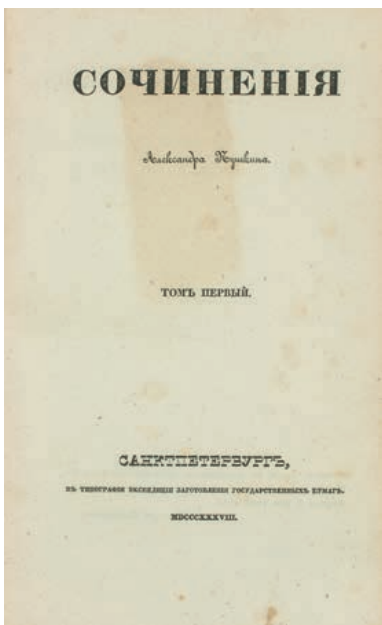 СОЧИНЕНІЯ
Александра Пушкина.
ТОМЪ ПЕРВЫЙ.
САНКТПЕТЕРБУРГЪ,
ВЪ ТИПОГРАФІИ ЭКСПЕДИЦІИ ЗАГОТОВЛЕНІЯ ГОСУДАРСТВЕННЫХЪ БУМАГЪ.
MDCCCXXXVIII.